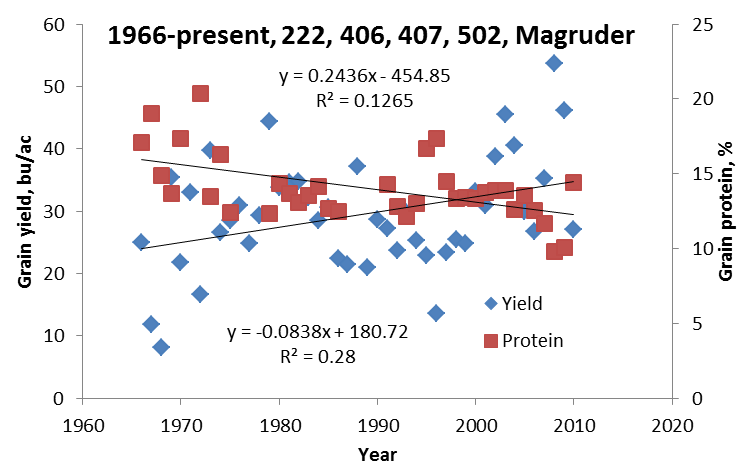 1966-present, 222, 406, 407, 502, Magruder
60
50
40
30
20
10
0
Grain yield, bu/ac
y = 0.2436x - 454.85
R² = 0.1265
y = -0.0838x + 180.72
R² = 0.28
Yield
Protein
25
20
15
10
5
0
Grain protein, %
1960 1970 1980 1990 2000 2010 2020
Year